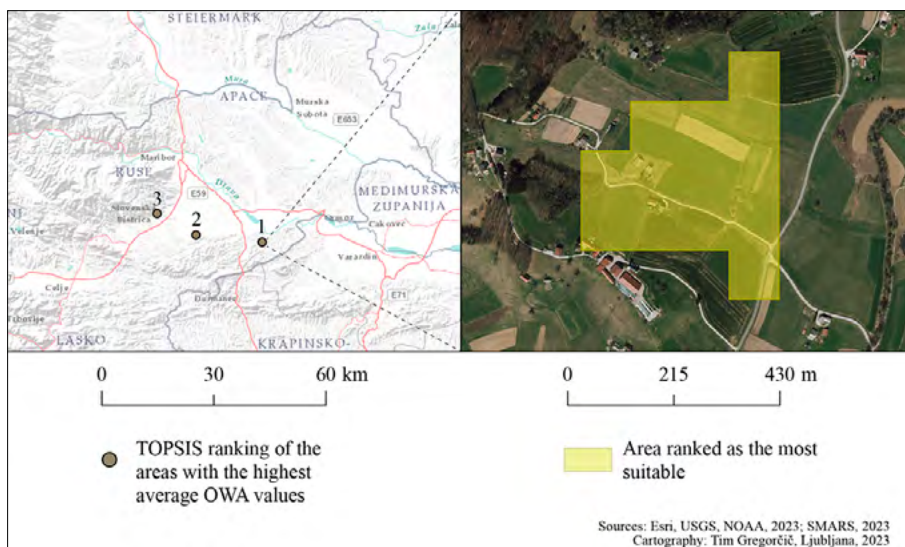 STEIERMARK
Mure
APACE
Murska
Sobota
E653
Maribor
RUSE
Drava
E59
MEDIMURSKA
ZUPANIJA
3
Slovenska
Bistrica
2
1
Cakovec
Velenje
Varazdin
Celje
E71
Trbovlje
LASKO
KRAPINSKO
0 30 60 km
0 215 430 m
TOPSIS ranking of the
areas with the highest
average OWA values
Area ranked as the most
suitable
Sources: Esri, USGS, NOAA, 2023; SMARS, 2023
Cartography: Tim Gregorčič, Ljubljana, 2023